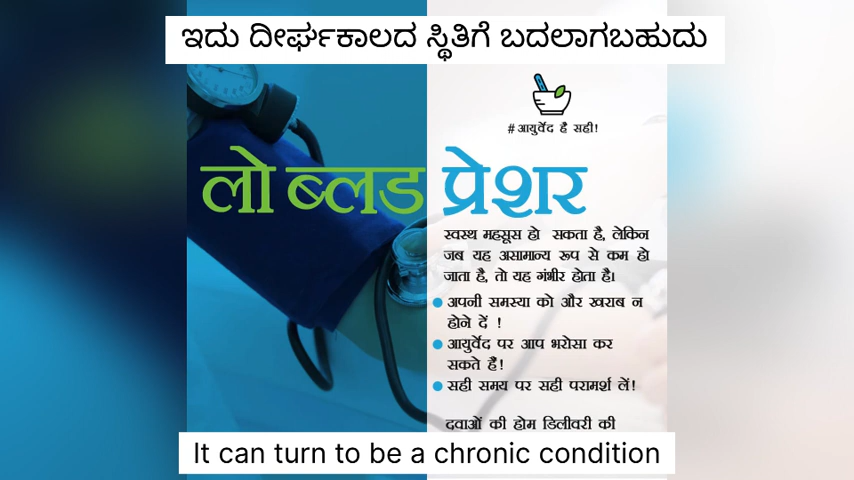 ಇದು ದೀರ್ಘಕಾಲದ ಸ್ಥಿತಿಗೆ ಬದಲಾಗಬಹುದು
# आयुर्वेद है सही!
लो ब्लड प्रेशर
स्वस्थ महसूस हो सकता है, लेकिन
जब यह असामान्य रूप से कम हो
जाता है, तो यह गंभीर होता है।
अपनी समस्या को और खराब न
होने दें !
आयुर्वेद पर आप भरोसा कर
सकते हैं!
सही समय पर सही परामर्श लें!
दवाओं की होम डिलीवरी की
It can turn to be a chronic condition